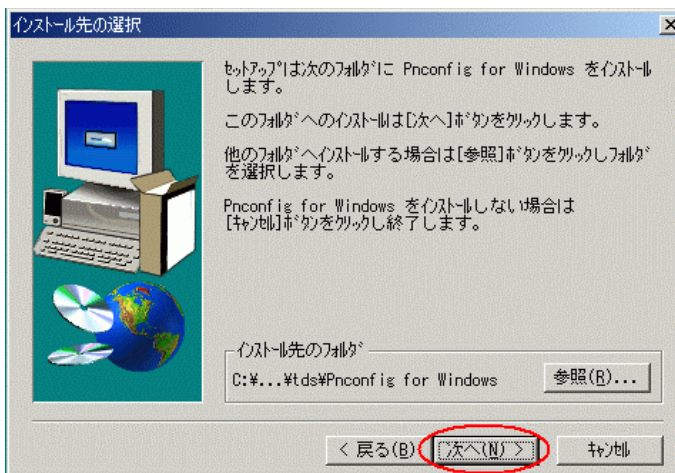 インストール先の選択
セットアップは次のフォルダに Pnconfig for Windows をインストール
します。
このフォルダへのインストールは[次へ]ボタンをクリックします。
他のフォルダへインストールする場合は[参照]ボタンをクリックしフォルダ
を選択します。
Pnconfig for Windows をインストールしない場合は
[キャンセル]ボタンをクリックし終了します。
インストール先のフォルダ
C:¥...¥tds¥Pnconfig for Windows
参照(R)...
< 戻る(B)
次へ(N) >
キャンセル